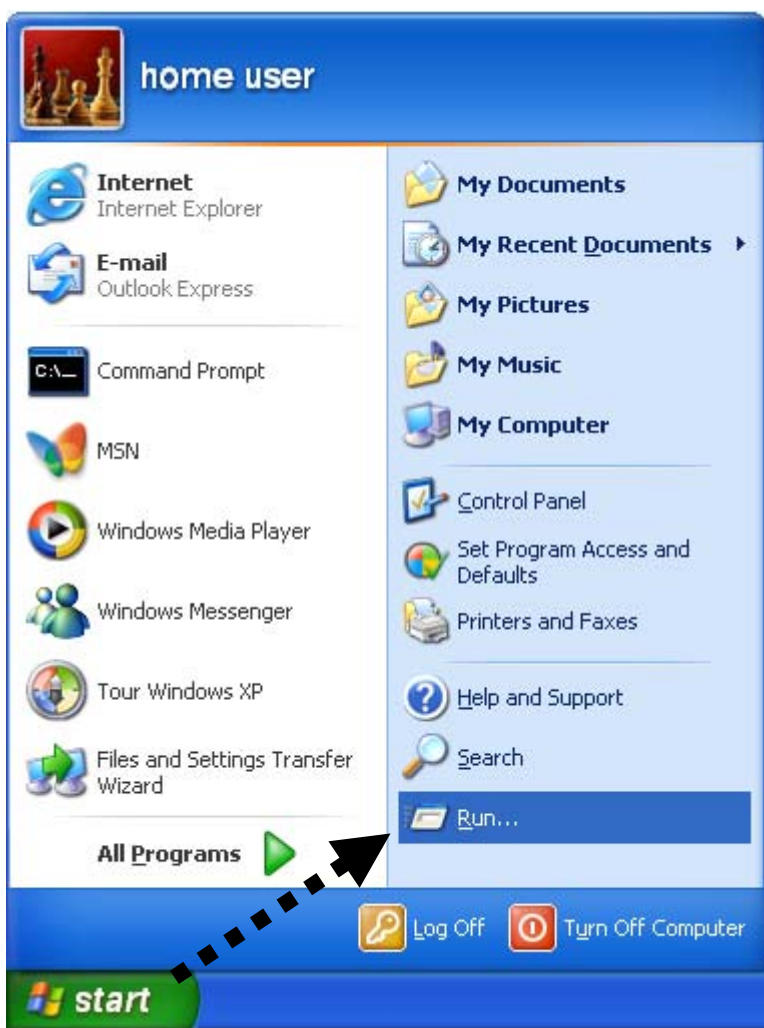 home user
Internet
Internet Explorer
E-mail
Outlook Express
C:\_
Command Prompt
MSN
Windows Media Player
Windows Messenger
Tour Windows XP
Files and Settings Transfer
Wizard
All Programs
My Documents
My Recent Documents
My Pictures
My Music
My Computer
Control Panel
Set Program Access and
Defaults
Printers and Faxes
Help and Support
Search
Run...
Log Off
Turn Off Computer
start